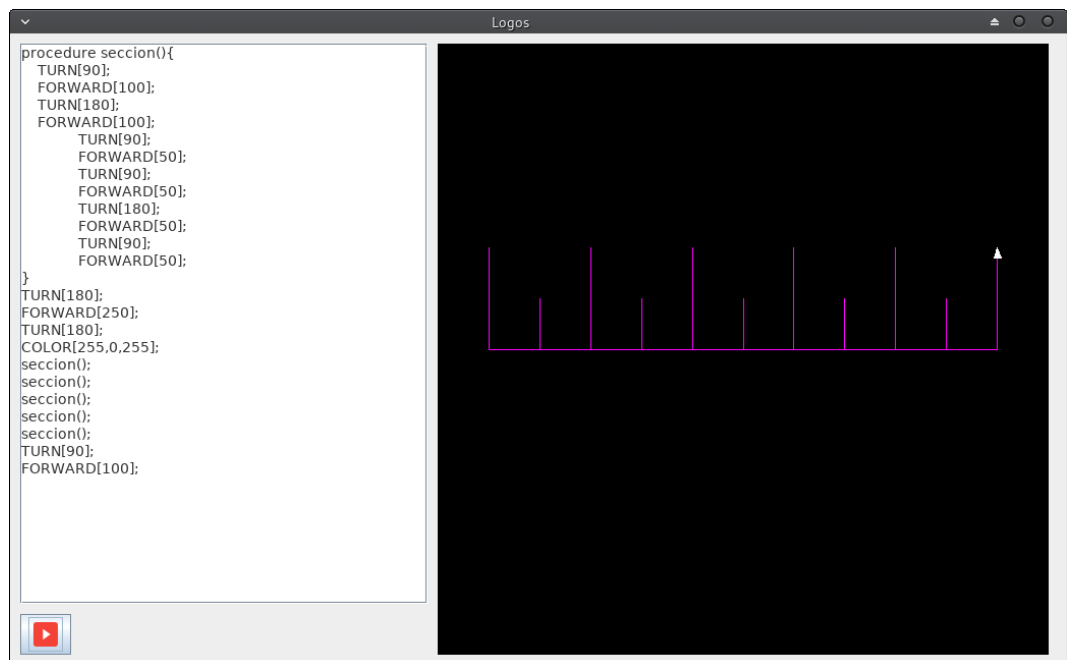 Logos
procedure seccion(){
TURN[90];
FORWARD[100];
TURN[180];
FORWARD[100];
TURN[90];
FORWARD[50];
TURN[90];
FORWARD[50];
TURN[180];
FORWARD[50];
TURN[90];
FORWARD[50];
}
TURN[180];
FORWARD[250];
TURN[180];
COLOR[255,0,255];
seccion();
seccion();
seccion();
seccion();
seccion();
TURN[90];
FORWARD[100];